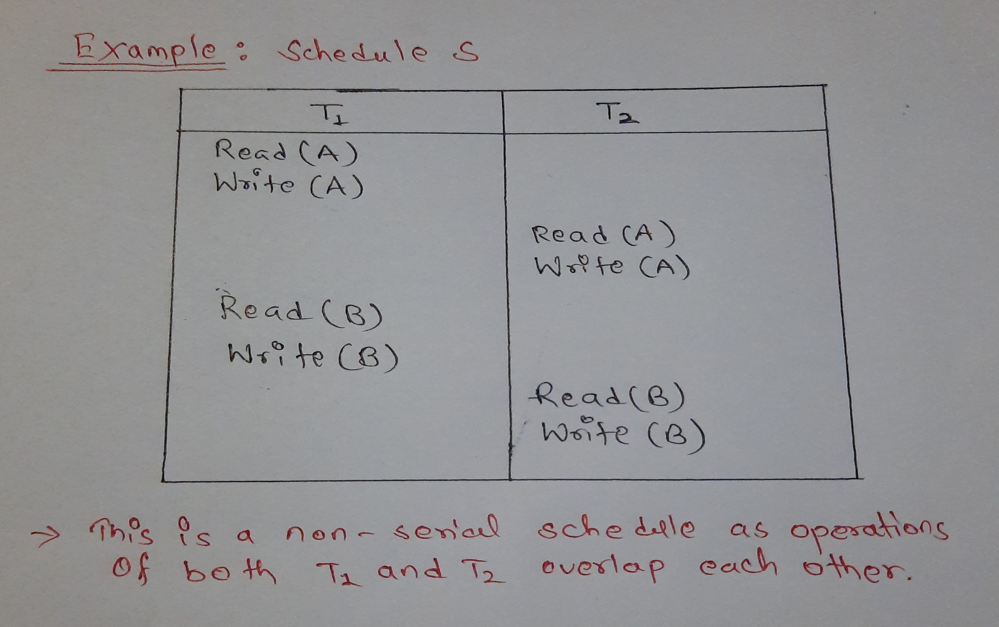 Example : Schedule S
T1 T2
Read (A)
Write (A)
Read (A)
Write (A)
Read (B)
Write (B)
Read (B)
Write (B)
→ This is a non-serial schedule as operations
of both T1 and T2 overlap each other.